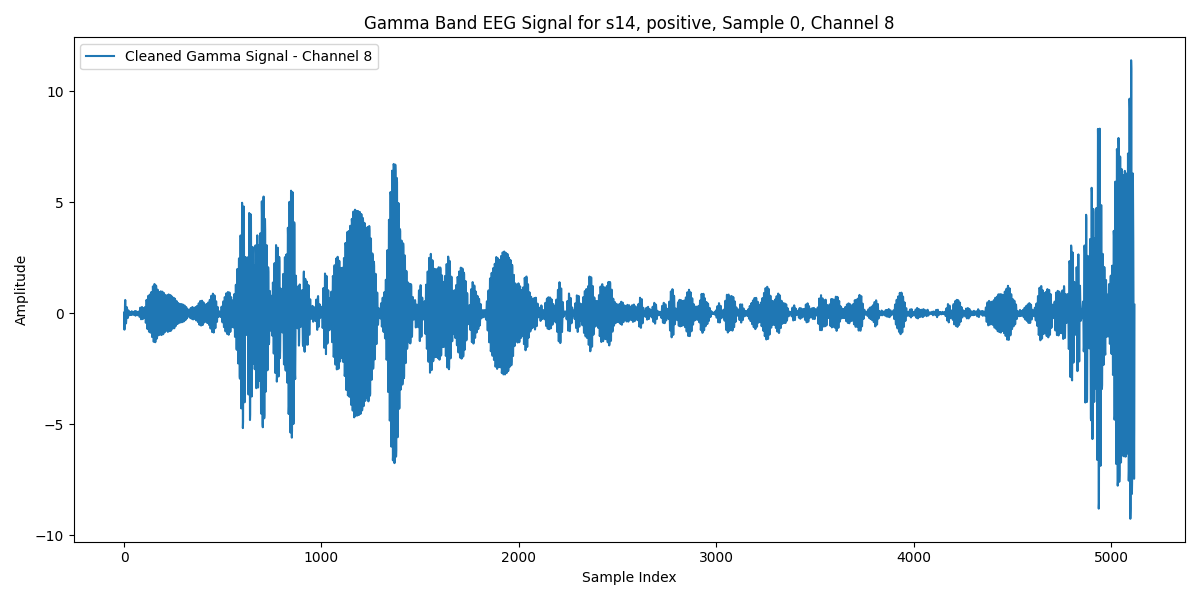 Gamma Band EEG Signal for s14, positive, Sample 0, Channel 8
Cleaned Gamma Signal - Channel 8
10
5
0
−5
−10
Amplitude
0 1000 2000 3000 4000 5000
Sample Index